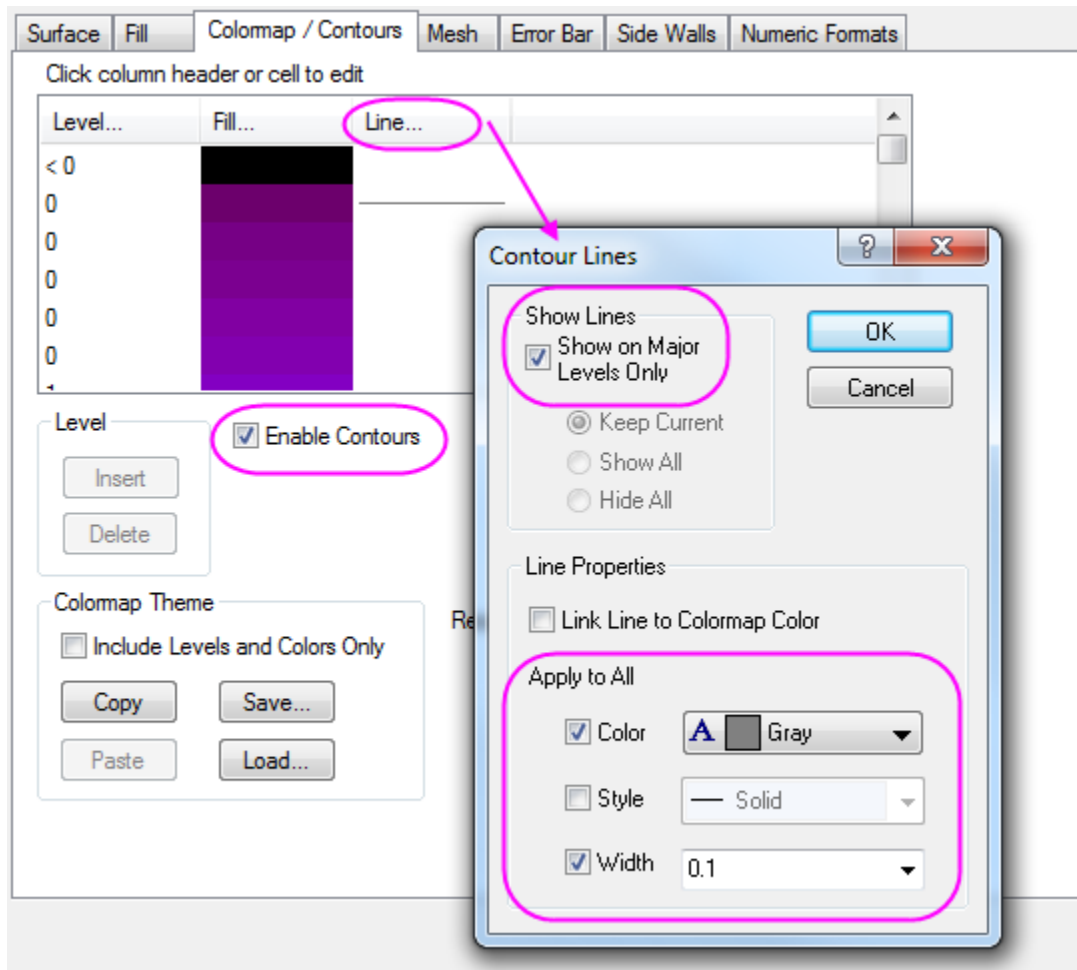 Surface Fill Colormap / Contours Mesh Error Bar Side Walls Numeric Formats
Click column header or cell to edit
Level... Fill... Line...
< 0
0
0
0
0
0
Level
Insert
Delete
Enable Contours
Colormap Theme
Include Levels and Colors Only
Copy Save...
Paste Load...
Contour Lines
Show Lines
Show on Major
Levels Only
Keep Current
Show All
Hide All
OK
Cancel
Line Properties
Link Line to Colormap Color
Apply to All
Color A Gray
Style Solid
Width 0.1